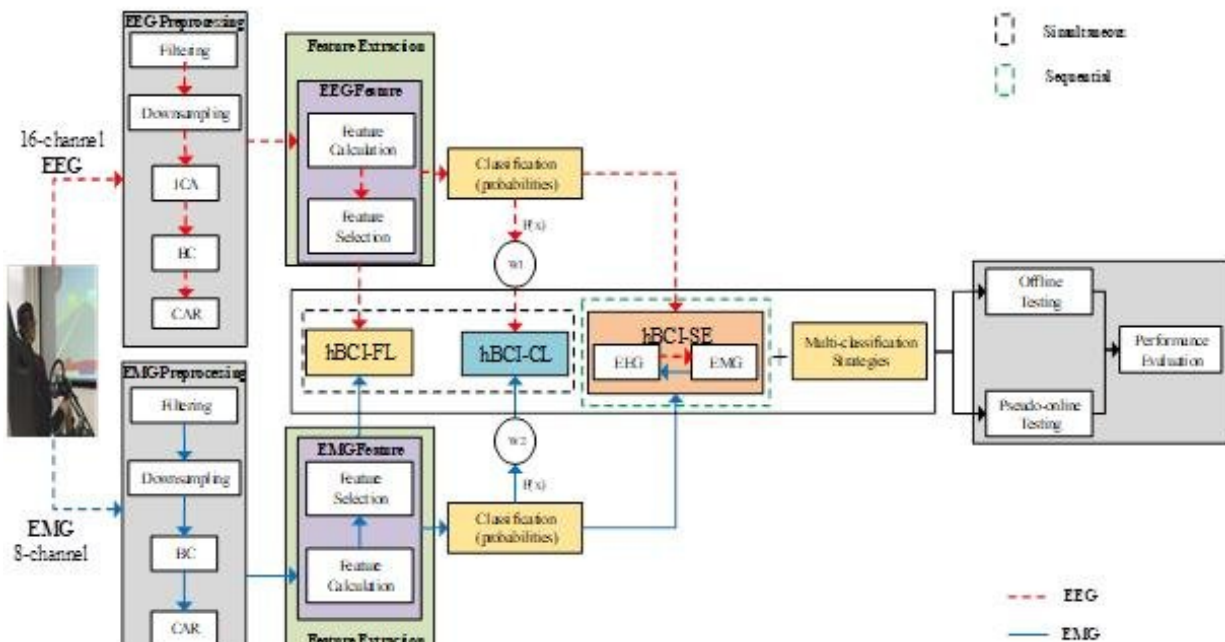 EEG Preprocessing
Filtering
Downsampling
ICA
BC
CAR
16-channel
EEG
Feature Extraction
EEG Feature
Feature
Calculation
Feature
Selection
Classification
(probabilities)
W1
Simultaneous
Sequential
hBCI-FL
hBCI-CL
hBCI-SE
EEG
EMG
+
Multi-classification
Strategies
Offline
Testing
Pseudo-online
Testing
Performance
Evaluation
EMG Preprocessing
Filtering
Downsampling
BC
CAR
EMG
8-channel
EMG Feature
Feature
Selection
Feature
Calculation
Feature Extraction
W2
Classification
(probabilities)
EEG
EMG